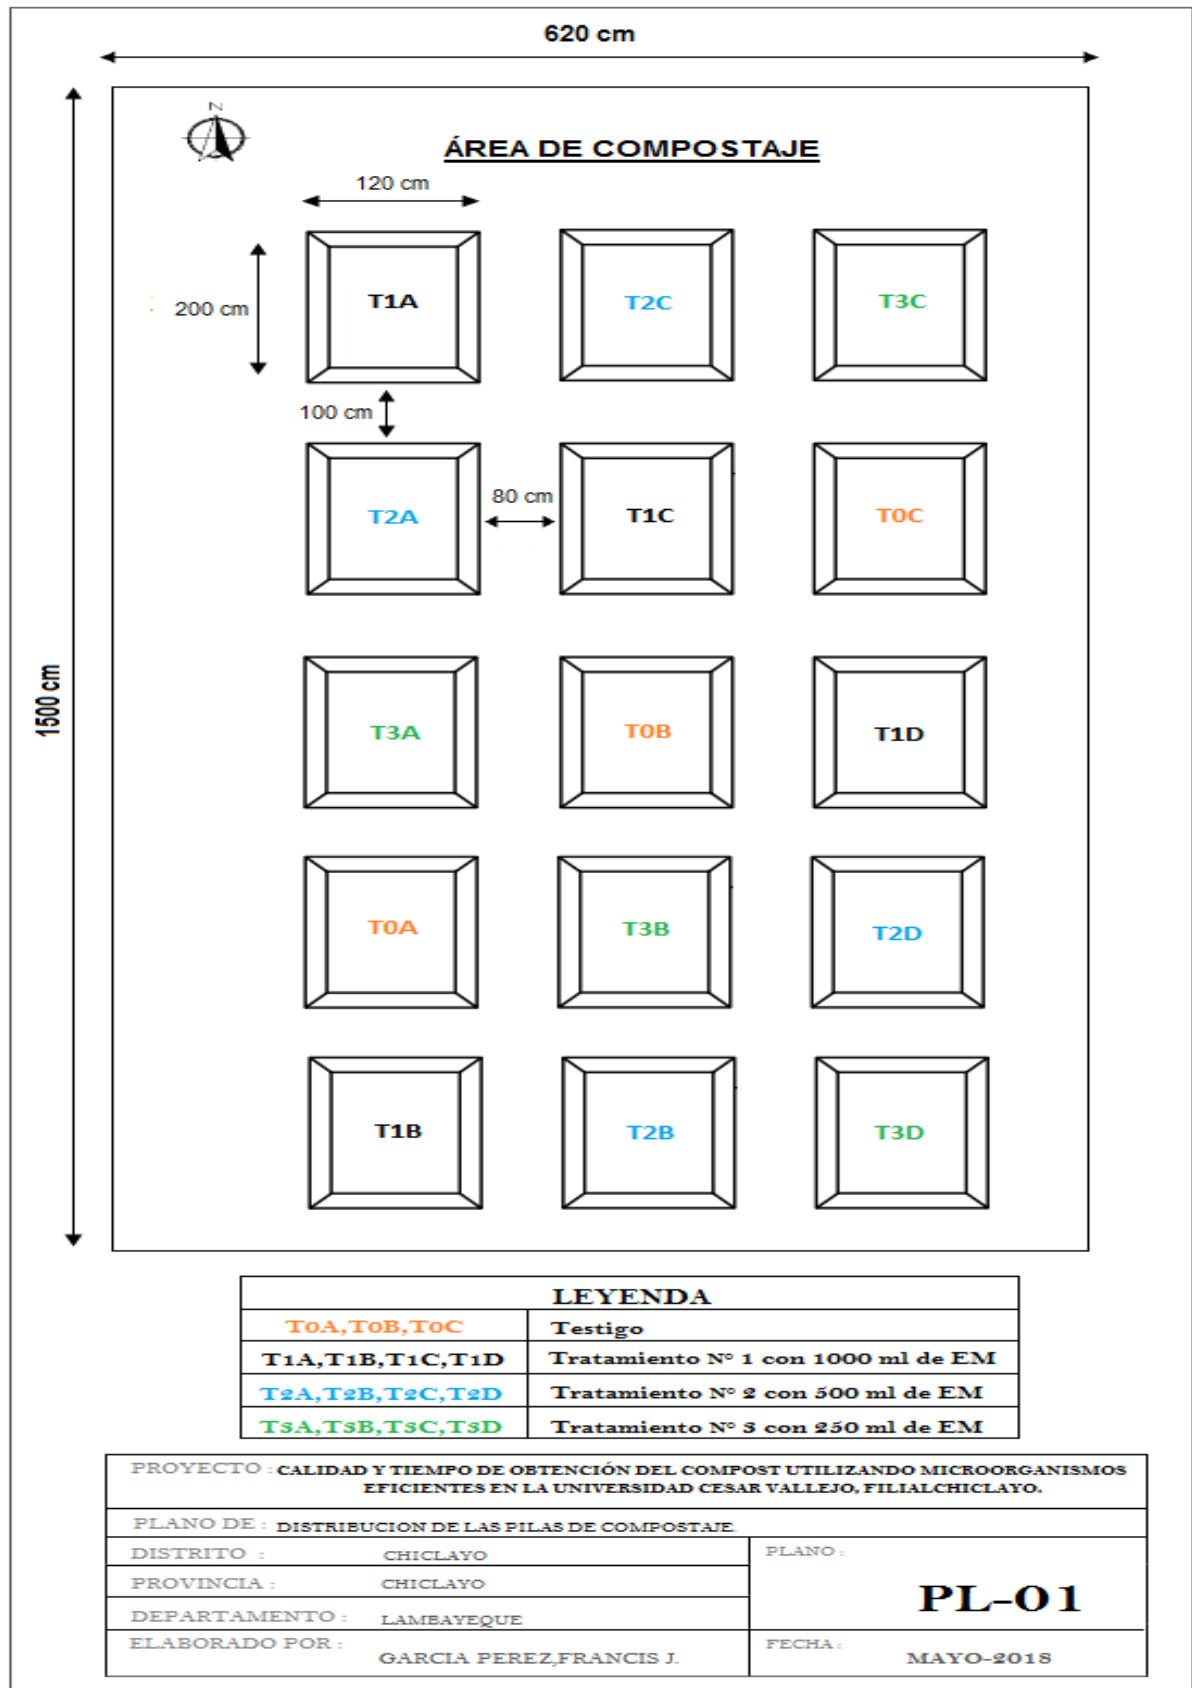 620 cm
N
ÁREA DE COMPOSTAJE
120 cm
200 cm
T1A
T2C
T3C
100 cm
80 cm
T2A
T1C
T0C
1500 cm
T3A
T0B
T1D
T0A
T3B
T2D
T1B
T2B
T3D
LEYENDA
T0A,T0B,T0C Testigo
T1A,T1B,T1C,T1D Tratamiento N° 1 con 1000 ml de EM
T2A,T2B,T2C,T2D Tratamiento N° 2 con 500 ml de EM
T3A,T3B,T3C,T3D Tratamiento N° 3 con 250 ml de EM
PROYECTO : CALIDAD Y TIEMPO DE OBTENCIÓN DEL COMPOST UTILIZANDO MICROORGANISMOS
EFICIENTES EN LA UNIVERSIDAD CESAR VALLEJO, FILIALCHICLAYO.
PLANO DE : DISTRIBUCION DE LAS PILAS DE COMPOSTAJE.
DISTRITO : CHICLAYO
PLANO :
PROVINCIA : CHICLAYO
PL-01
DEPARTAMENTO : LAMBAYEQUE
ELABORADO POR : GARCIA PEREZ,FRANCIS J.
FECHA : MAYO-2018